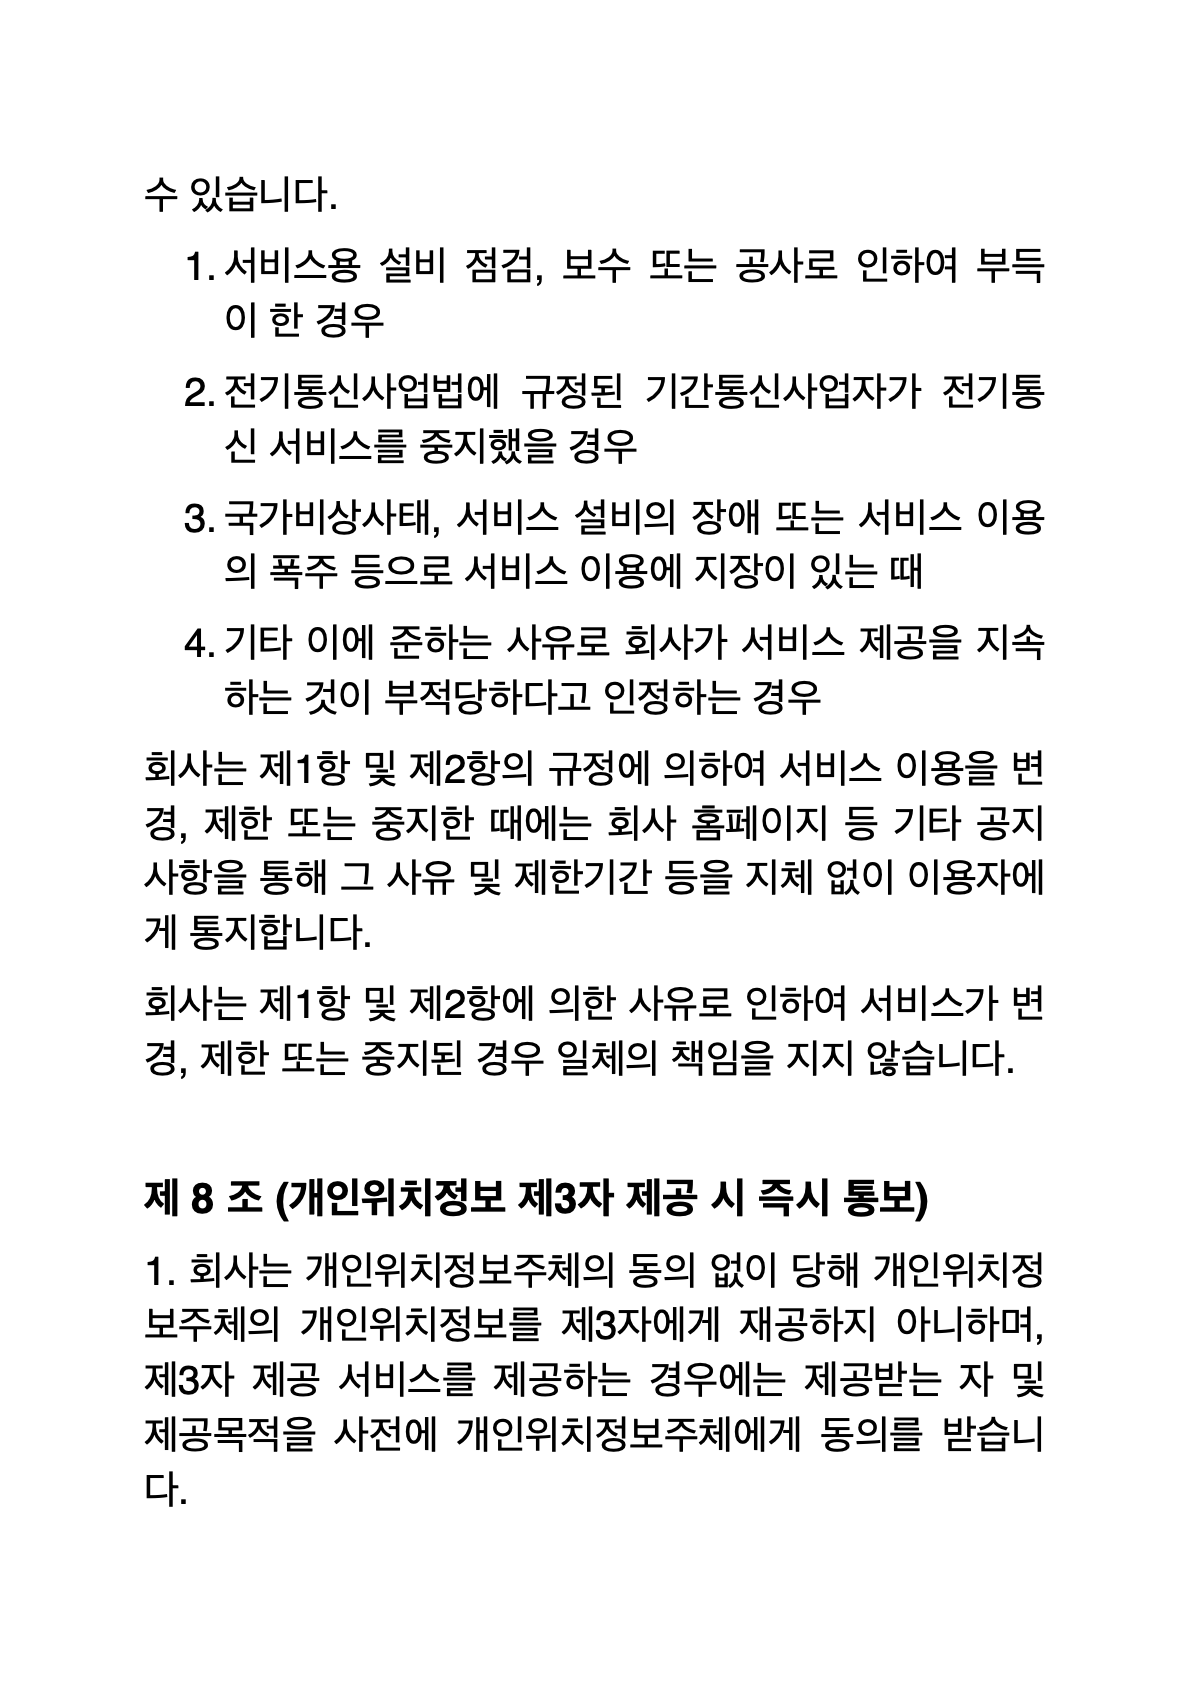 수 있습니다.
1. 서비스용 설비 점검, 보수 또는 공사로 인하여 부득
이 한 경우
2. 전기통신사업법에 규정된 기간통신사업자가 전기통
신 서비스를 중지했을 경우
3. 국가비상사태, 서비스 설비의 장애 또는 서비스 이용
의 폭주 등으로 서비스 이용에 지장이 있는 때
4. 기타 이에 준하는 사유로 회사가 서비스 제공을 지속
하는 것이 부적당하다고 인정하는 경우
회사는 제1항 및 제2항의 규정에 의하여 서비스 이용을 변
경, 제한 또는 중지한 때에는 회사 홈페이지 등 기타 공지
사항을 통해 그 사유 및 제한기간 등을 지체 없이 이용자에
게 통지합니다.
회사는 제1항 및 제2항에 의한 사유로 인하여 서비스가 변
경, 제한 또는 중지된 경우 일체의 책임을 지지 않습니다.
제 8 조 (개인위치정보 제3자 제공 시 즉시 통보)
1. 회사는 개인위치정보주체의 동의 없이 당해 개인위치정
보주체의 개인위치정보를 제3자에게 재공하지 아니하며,
제3자 제공 서비스를 제공하는 경우에는 제공받는 자 및
제공목적을 사전에 개인위치정보주체에게 동의를 받습니
다.